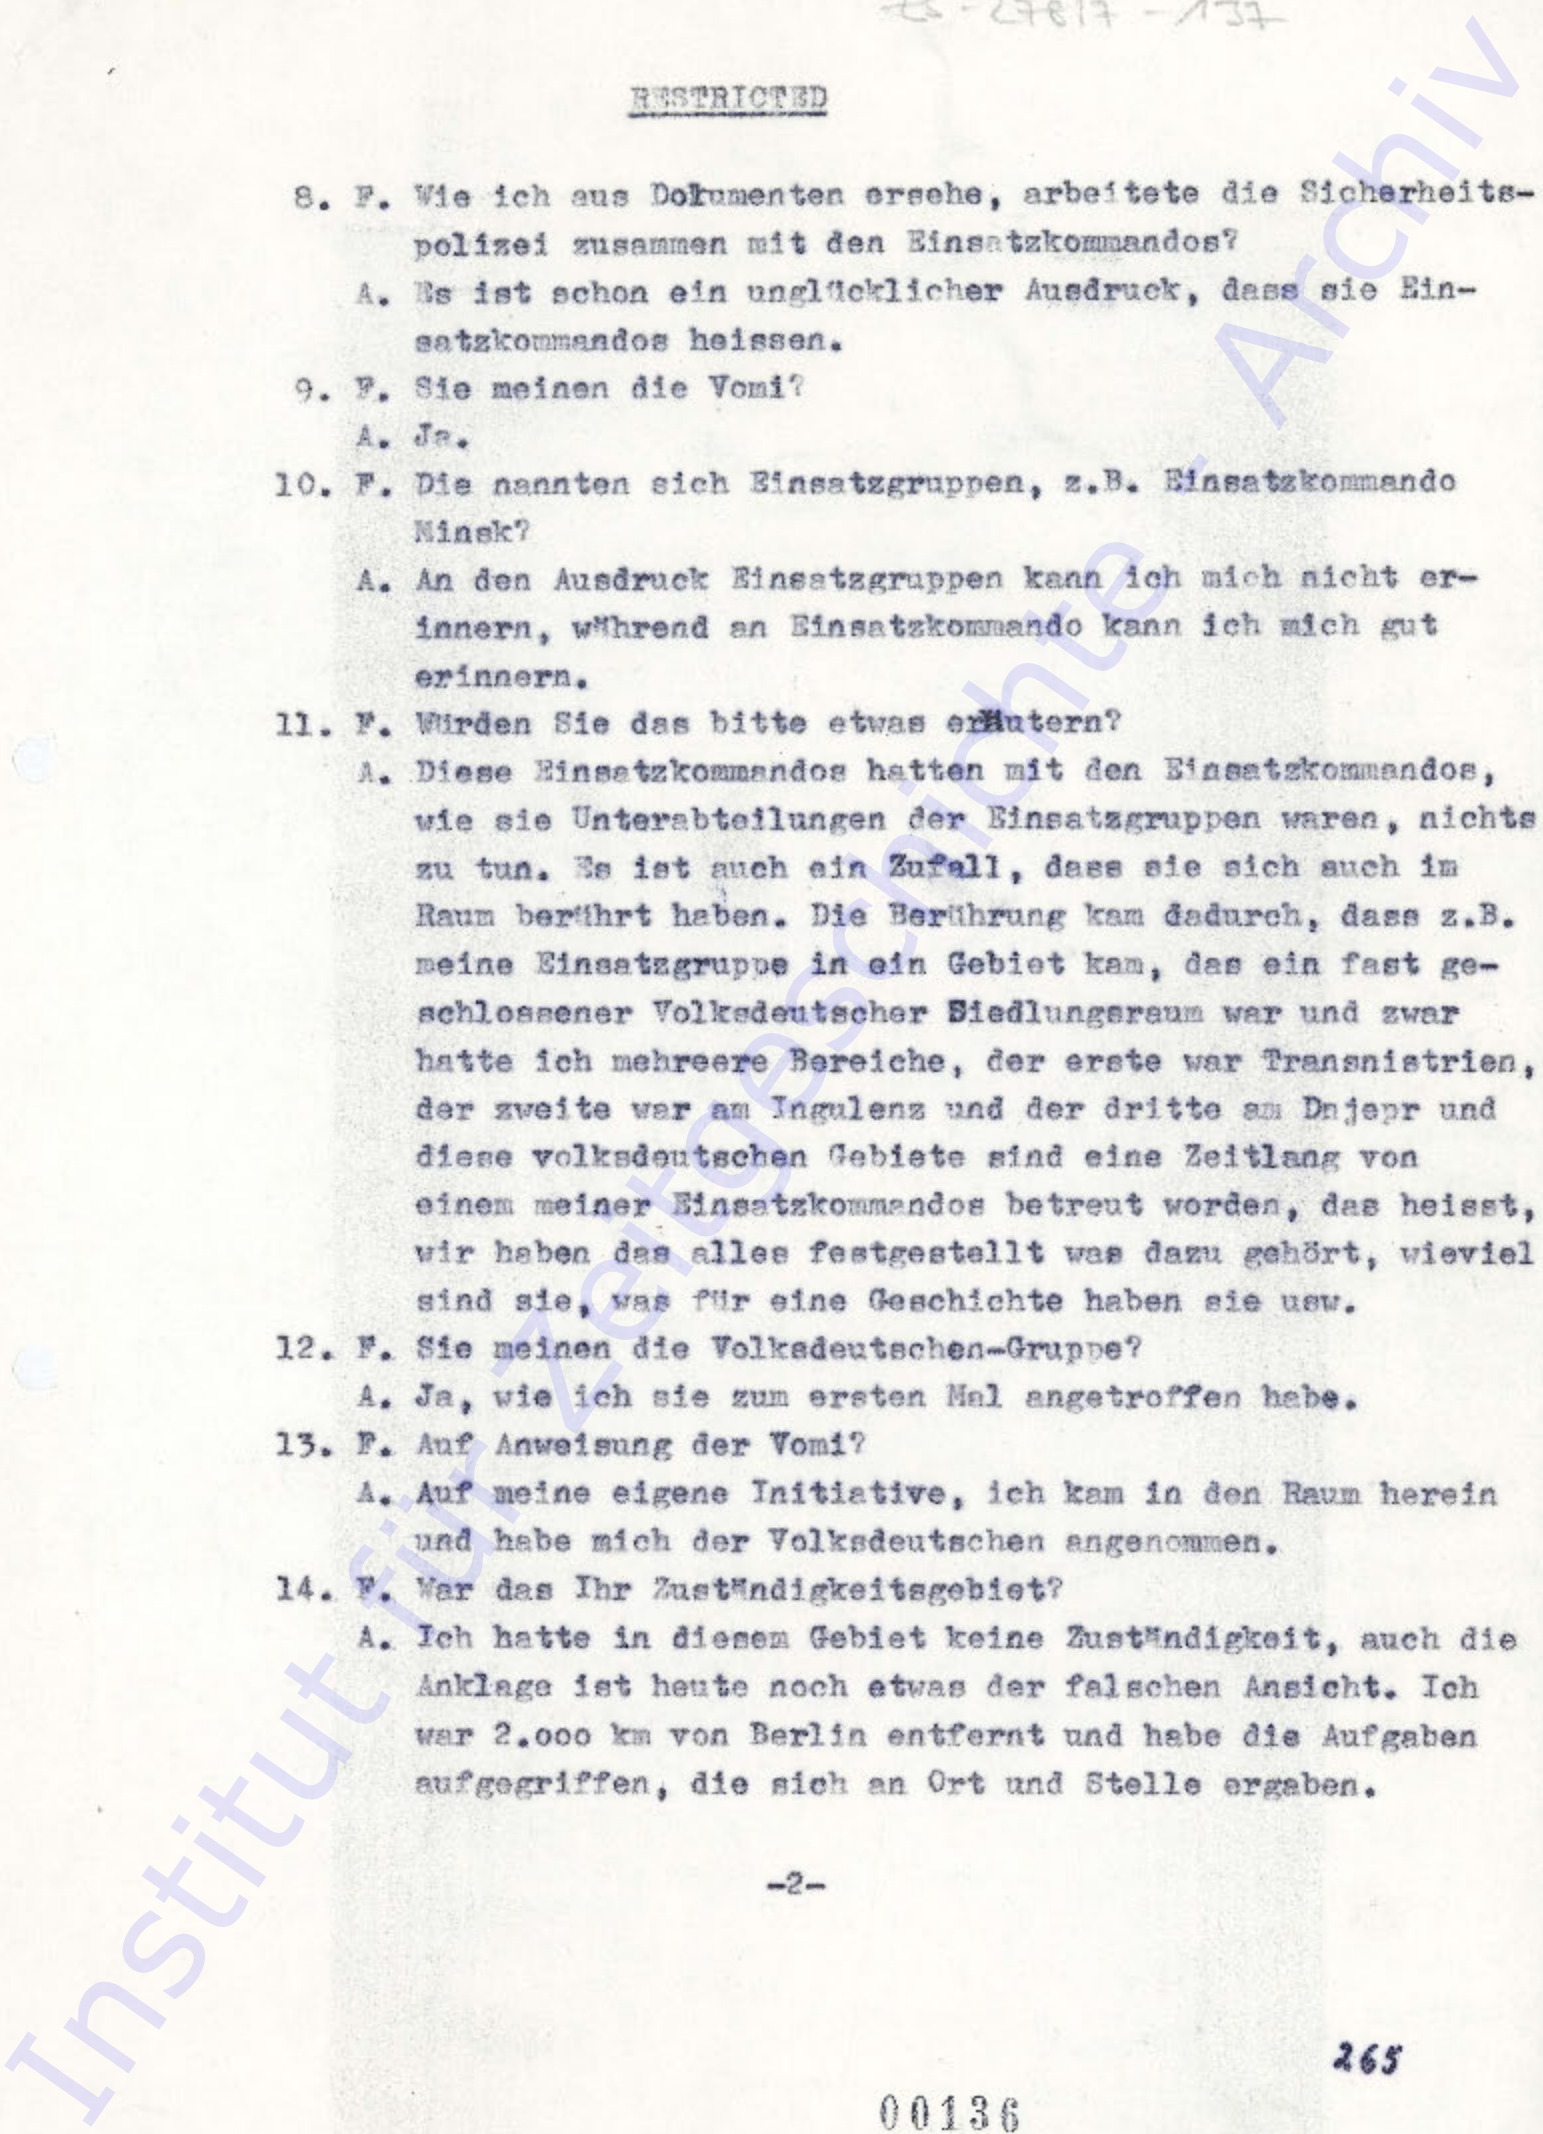 ZS-278/7 - 137
RESTRICTED
8. F. Wie ich aus Dokumenten ersehe, arbeitete die Sicherheits-
polizei zusammen mit den Einsatzkommandos?
A. Es ist schon ein unglücklicher Ausdruck, dass sie Ein-
satzkommandos heissen.
9. F. Sie meinen die Vomi?
A. Ja.
10. F. Die nannten sich Einsatzgruppen, z.B. Einsatzkommando
Minsk?
A. An den Ausdruck Einsatzgruppen kann ich mich nicht er-
innern, während an Einsatzkommando kann ich mich gut
erinnern.
11. F. Würden Sie das bitte etwas erläutern?
A. Diese Einsatzkommandos hatten mit den Einsatzkommandos,
wie sie Unterabteilungen der Einsatzgruppen waren, nichts
zu tun. Es ist auch ein Zufall, dass sie sich auch im
Raum berührt haben. Die Berührung kam dadurch, dass z.B.
meine Einsatzgruppe in ein Gebiet kam, das ein fast ge-
schlossener Volksdeutscher Siedlungsraum war und zwar
hatte ich mehreere Bereiche, der erste war Transnistrien,
der zweite war am Ingulenz und der dritte am Dnjepr und
diese volksdeutschen Gebiete sind eine Zeitlang von
einem meiner Einsatzkommandos betreut worden, das heisst,
wir haben das alles festgestellt was dazu gehört, wieviel
sind sie, was für eine Geschichte haben sie usw.
12. F. Sie meinen die Volksdeutschen-Gruppe?
A. Ja, wie ich sie zum ersten Mal angetroffen habe.
13. F. Auf Anweisung der Vomi?
A. Auf meine eigene Initiative, ich kam in den Raum herein
und habe mich der Volksdeutschen angenommen.
14. F. War das Ihr Zuständigkeitsgebiet?
A. Ich hatte in diesem Gebiet keine Zuständigkeit, auch die
Anklage ist heute noch etwas der falschen Ansicht. Ich
war 2.ooo km von Berlin entfernt und habe die Aufgaben
aufgegriffen, die sich an Ort und Stelle ergaben.
-2-
265
00136
Institut für Zeitgeschichte - Archiv